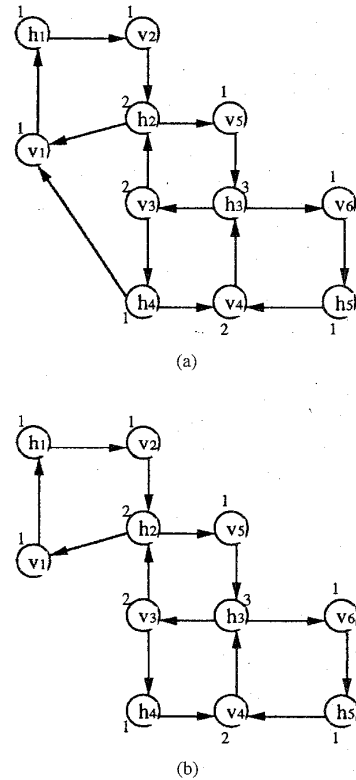 1 1
h1 v2
2 1
h2 v5
1
v1
2 3 1
v3 h3 v6
h4 v4 h5
1 2 1
(a)
1 1
h1 v2
2 1
h2 v5
1
v1
2 3 1
v3 h3 v6
h4 v4 h5
1 2 1
(b)